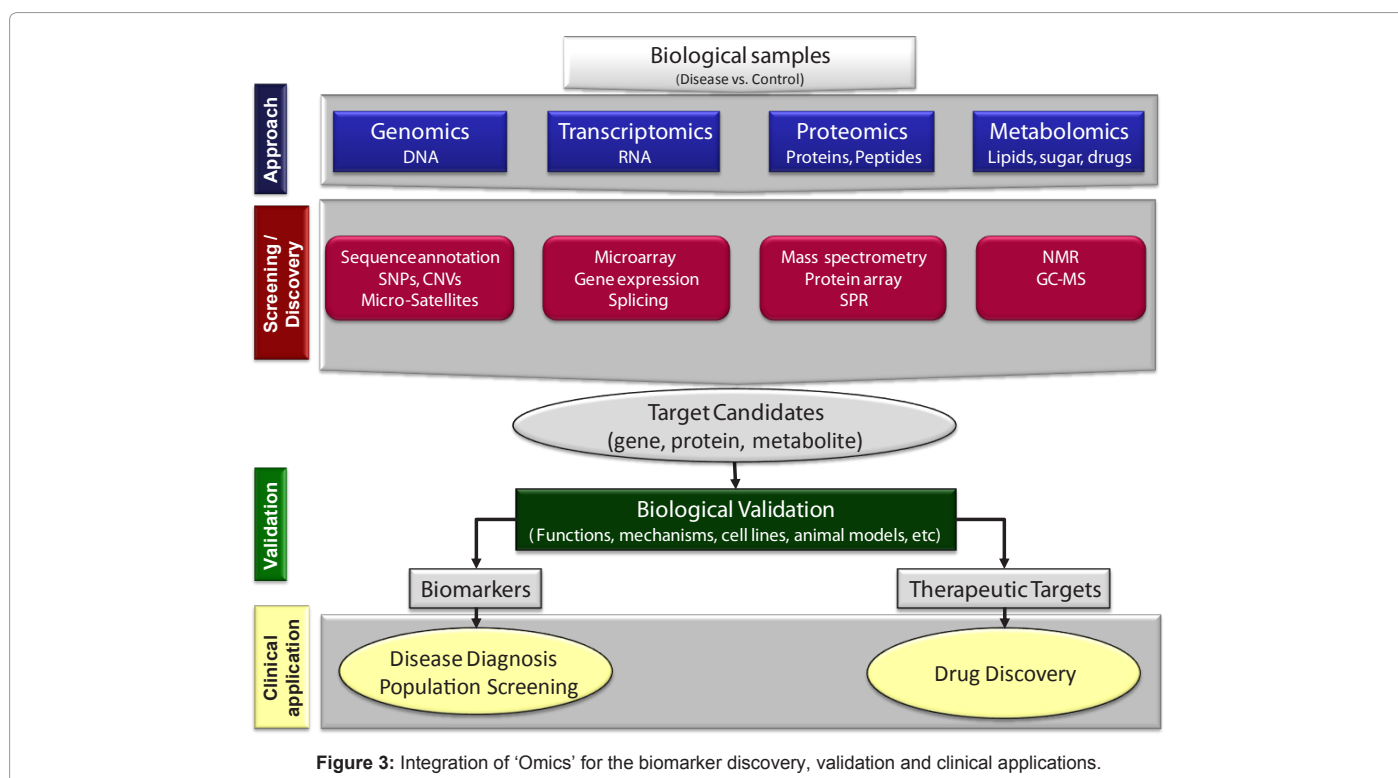 Biological samples
(Disease vs. Control)
Approach
Genomics
DNA
Transcriptomics
RNA
Proteomics
Proteins, Peptides
Metabolomics
Lipids, sugar, drugs
Screening /
Discovery
Sequence annotation
SNPs, CNVs
Micro-Satellites
Microarray
Gene expression
Splicing
Mass spectrometry
Protein array
SPR
NMR
GC-MS
Target Candidates
(gene, protein, metabolite)
Validation
Biological Validation
( Functions, mechanisms, cell lines, animal models, etc)
Biomarkers
Therapeutic Targets
Clinical
application
Disease Diagnosis
Population Screening
Drug Discovery
Figure 3: Integration of ‘Omics’ for the biomarker discovery, validation and clinical applications.